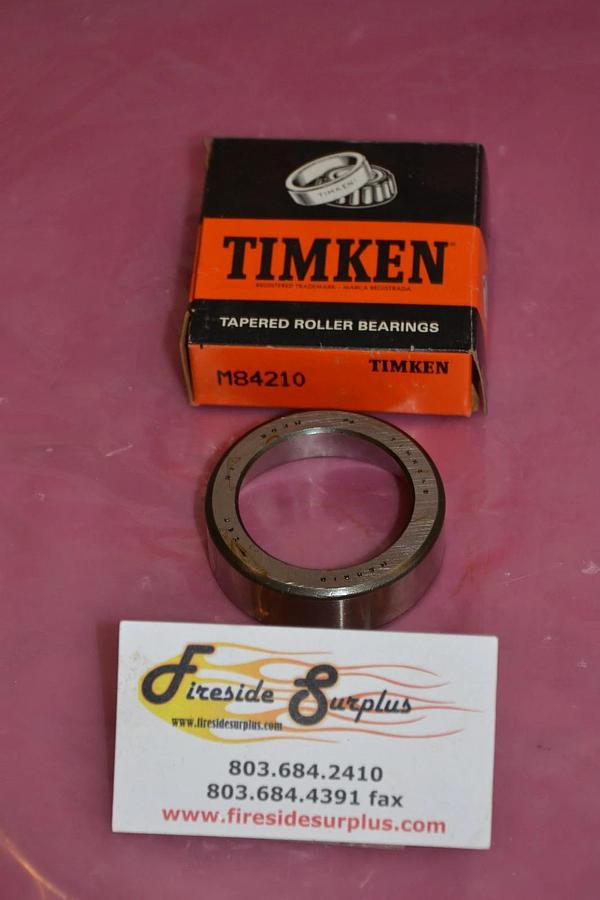 TIMKEN
TIMKEN®
REGISTERED TRADEMARK - MARCA REGISTRADA
TAPERED ROLLER BEARINGS
M84210
TIMKEN
Fireside Surplus
www.firesidesurplus.com
803.684.2410
803.684.4391 fax
www.firesidesurplus.com